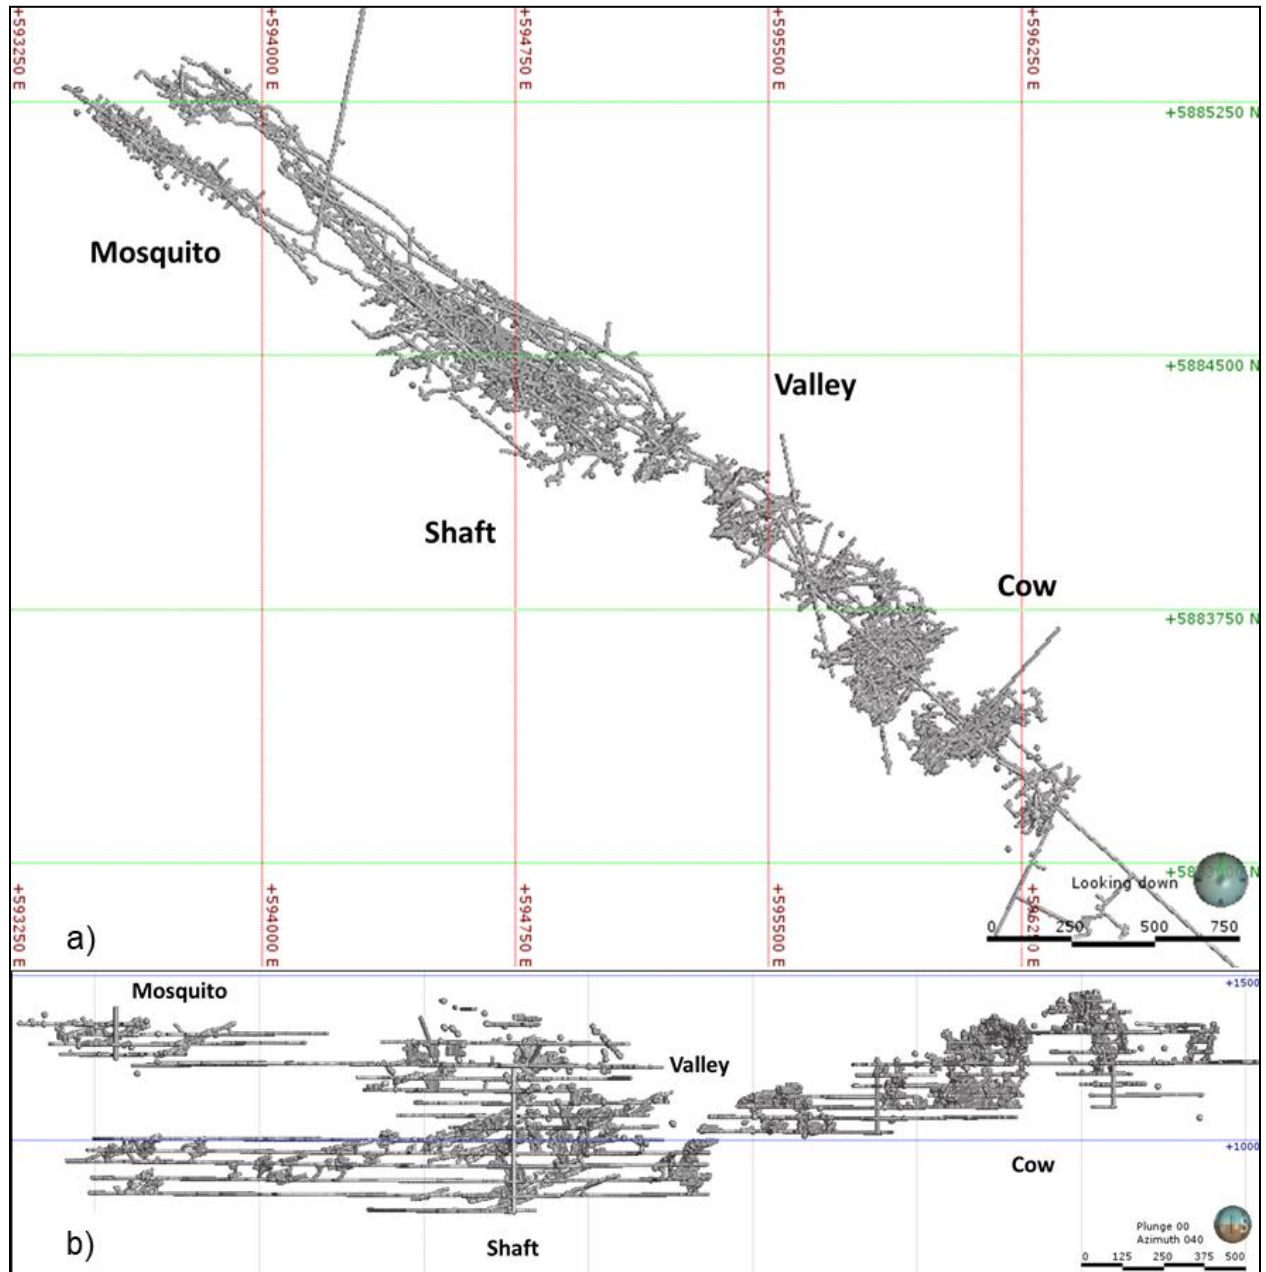 +593250 E
+594000 E
+594750 E
+595500 E
+596250 E
+5885250 N
Mosquito
+5884500 N
Valley
Shaft
Cow
+5883750 N
Looking down
0 250 500 750
+593250 E
+594000 E
+594750 E
+595500 E
+596250 E
a)
Mosquito
+1500
Valley
+1000
Cow
Plunge 00
Azimuth 040
b)
Shaft
0 125 250 375 500